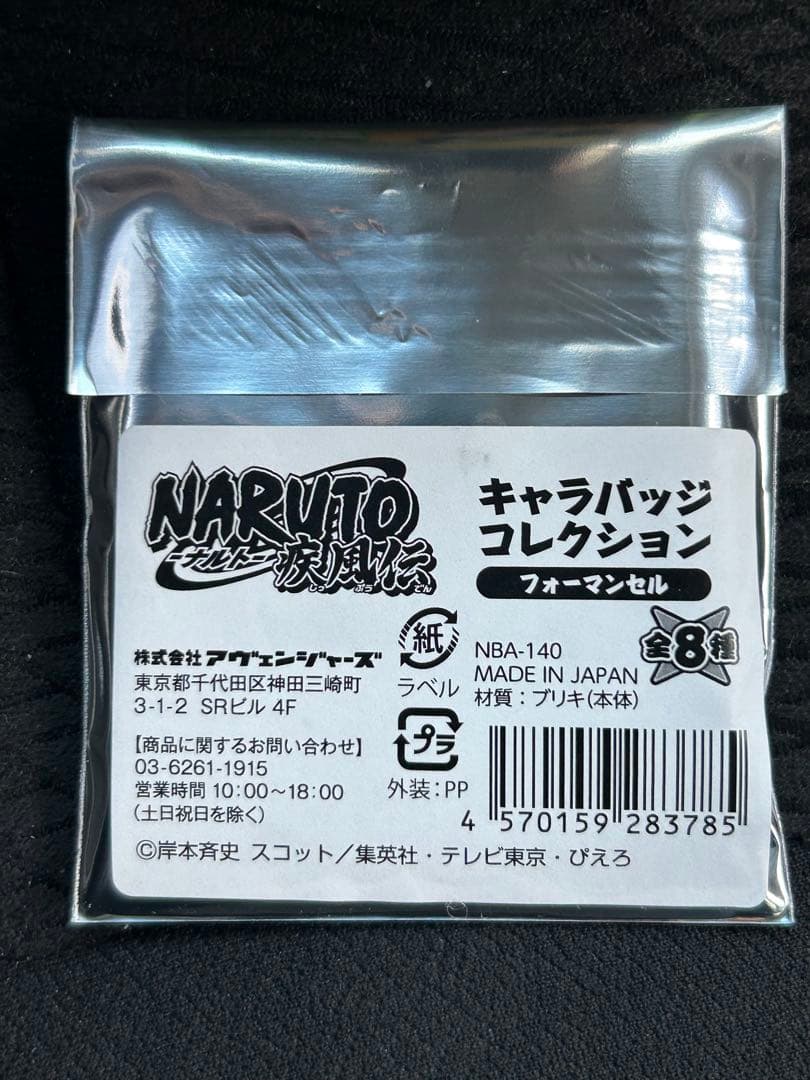 NARUTO
-ナルト-
疾風伝
しっ ぷう でん
キャラバッジ
コレクション
フォーマンセル
全8種
株式会社 アヴェンジャーズ
東京都千代田区神田三崎町
3-1-2 SRビル 4F
【商品に関するお問い合わせ】
03-6261-1915
営業時間 10:00〜18:00
(土日祝日を除く)
紙
ラベル
プラ
外装:PP
NBA-140
MADE IN JAPAN
材質:ブリキ(本体)
4 570159 283785
©岸本斉史 スコット/集英社・テレビ東京・ぴえろ